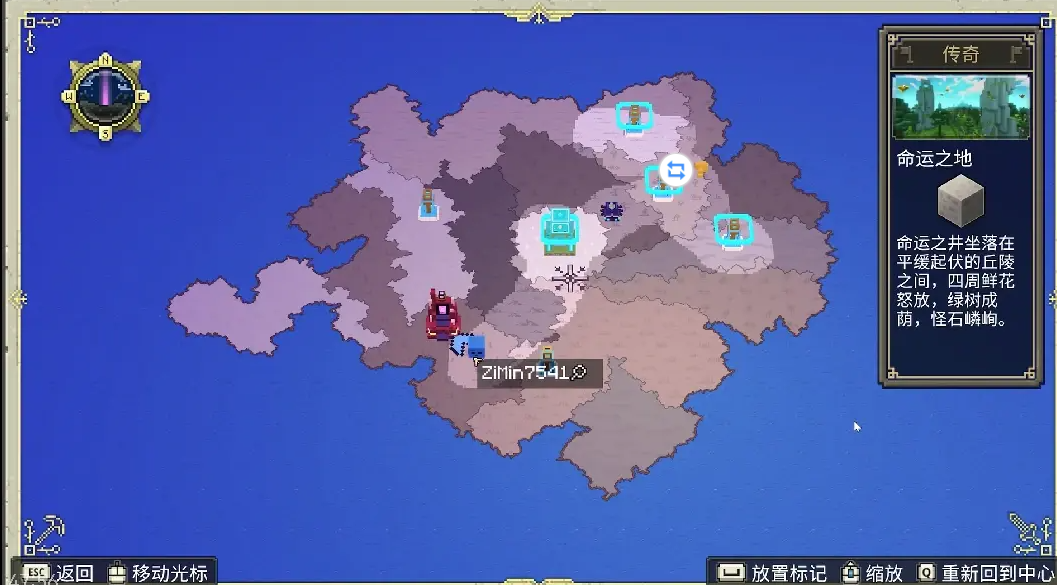 N
W
E
S
传奇
命运之地
命运之井坐落在
平缓起伏的丘陵
之间，四周鲜花
怒放，绿树成
荫，怪石嶙峋。
ZiMin7541
ESC 返回 移动光标
放置标记 缩放 Q 重新回到中心